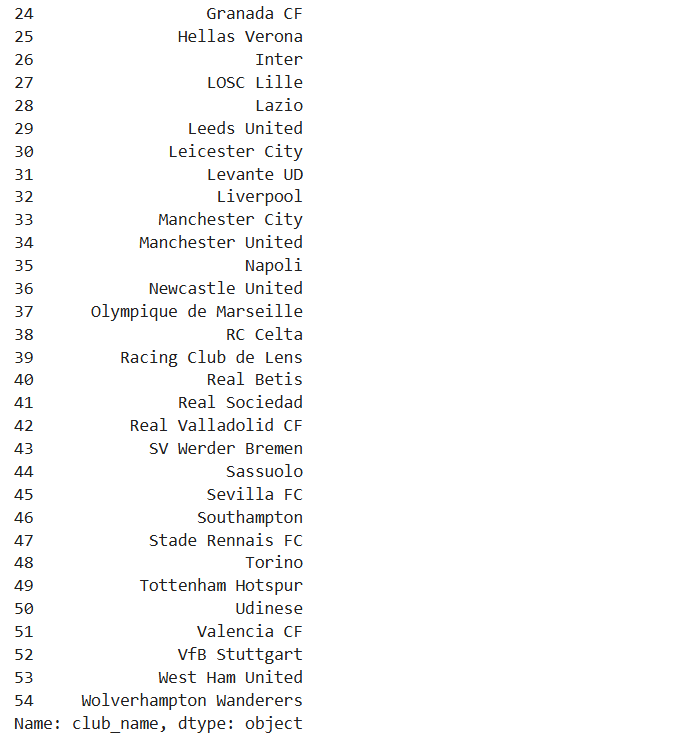 24 Granada CF
25 Hellas Verona
26 Inter
27 LOSC Lille
28 Lazio
29 Leeds United
30 Leicester City
31 Levante UD
32 Liverpool
33 Manchester City
34 Manchester United
35 Napoli
36 Newcastle United
37 Olympique de Marseille
38 RC Celta
39 Racing Club de Lens
40 Real Betis
41 Real Sociedad
42 Real Valladolid CF
43 SV Werder Bremen
44 Sassuolo
45 Sevilla FC
46 Southampton
47 Stade Rennais FC
48 Torino
49 Tottenham Hotspur
50 Udinese
51 Valencia CF
52 VfB Stuttgart
53 West Ham United
54 Wolverhampton Wanderers
Name: club_name, dtype: object